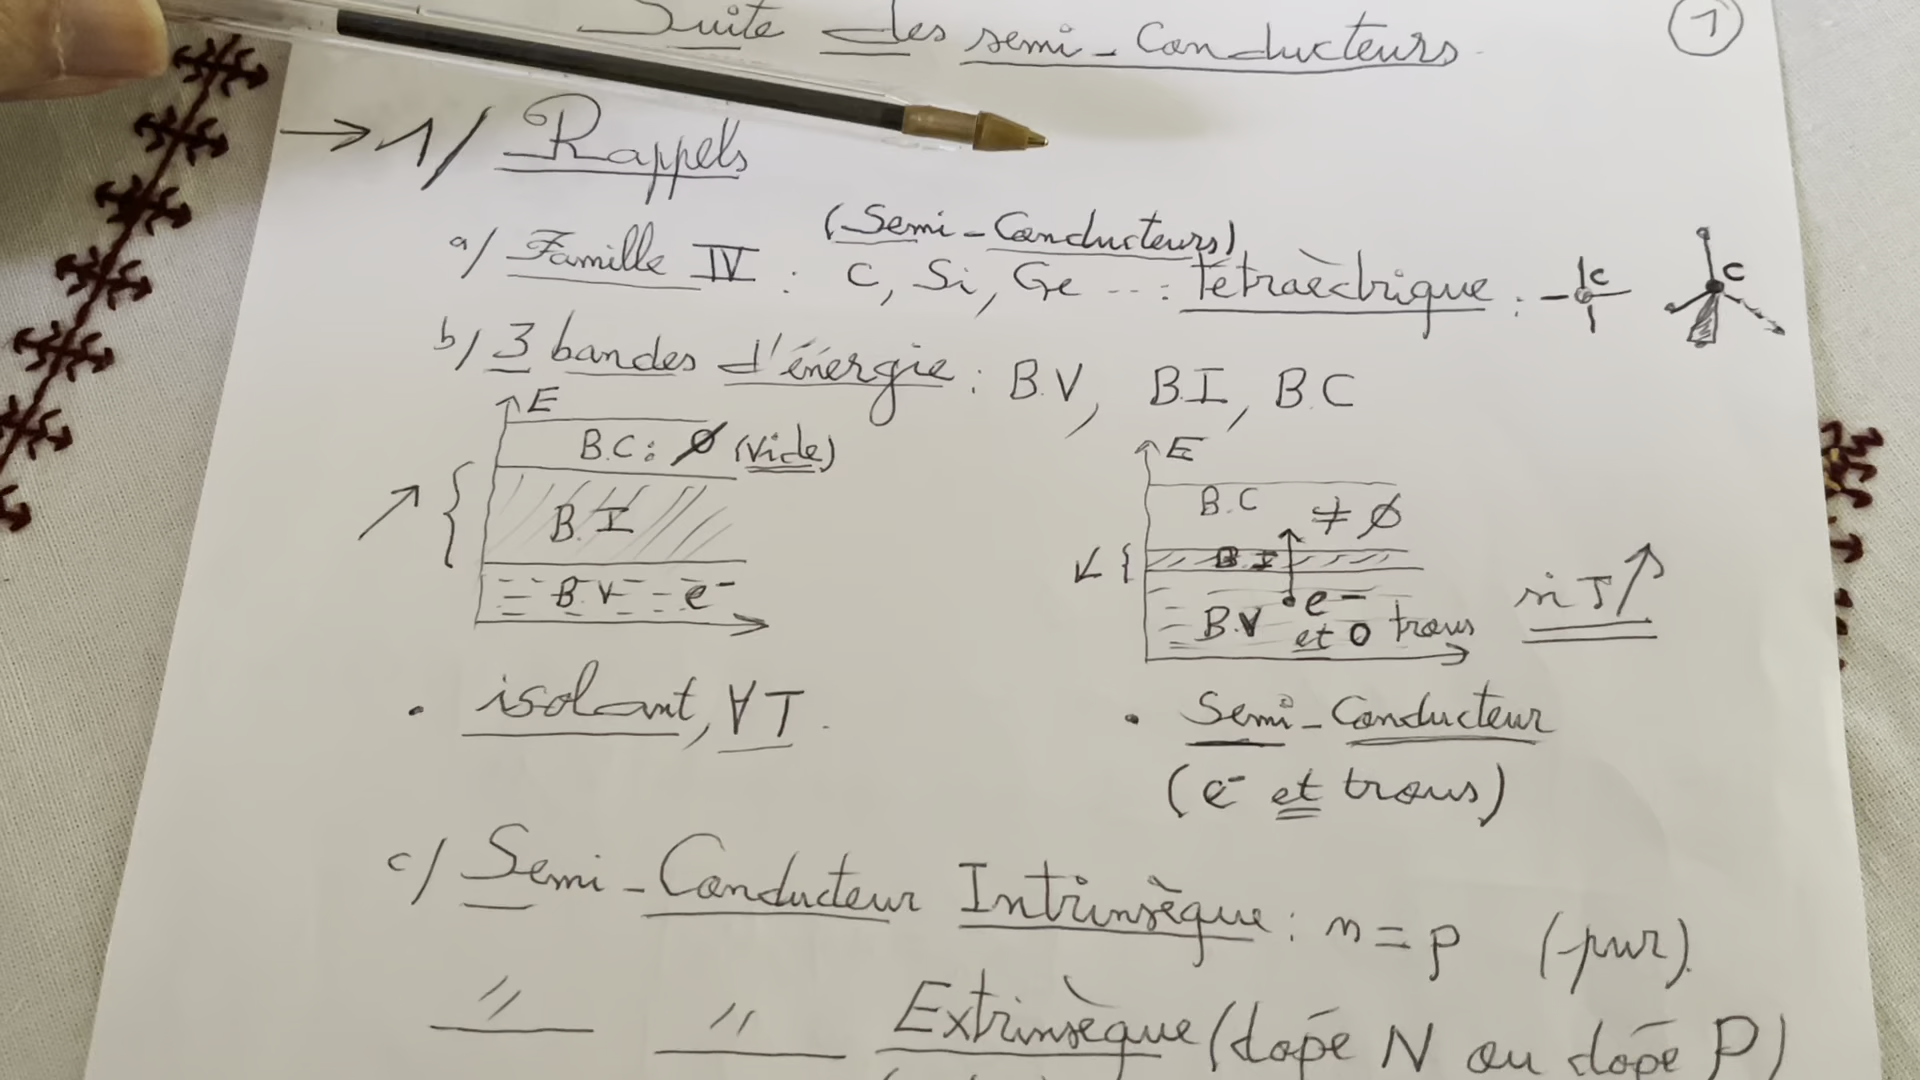 Suite des semi-Conducteurs
1
→ 1/ Rappels
(Semi-Conducteurs)
a/ Famille IV : C, Si, Ge ... : tétraèdrique : C C
b/ 3 bandes d'énergie : B.V, B.I, B.C
E
B.C : ∅ (vide)
B.I
B.V e⁻
E
B.C ≠ ∅
B.I
B.V e⁻
et o trous
si T ↗
• isolant, ∀T.
• Semi-Conducteur
(e⁻ et trous)
c/ Semi-Conducteur Intrinsèque : n = p (pur).
// // Extrinsèque (dopé N ou dopé P)